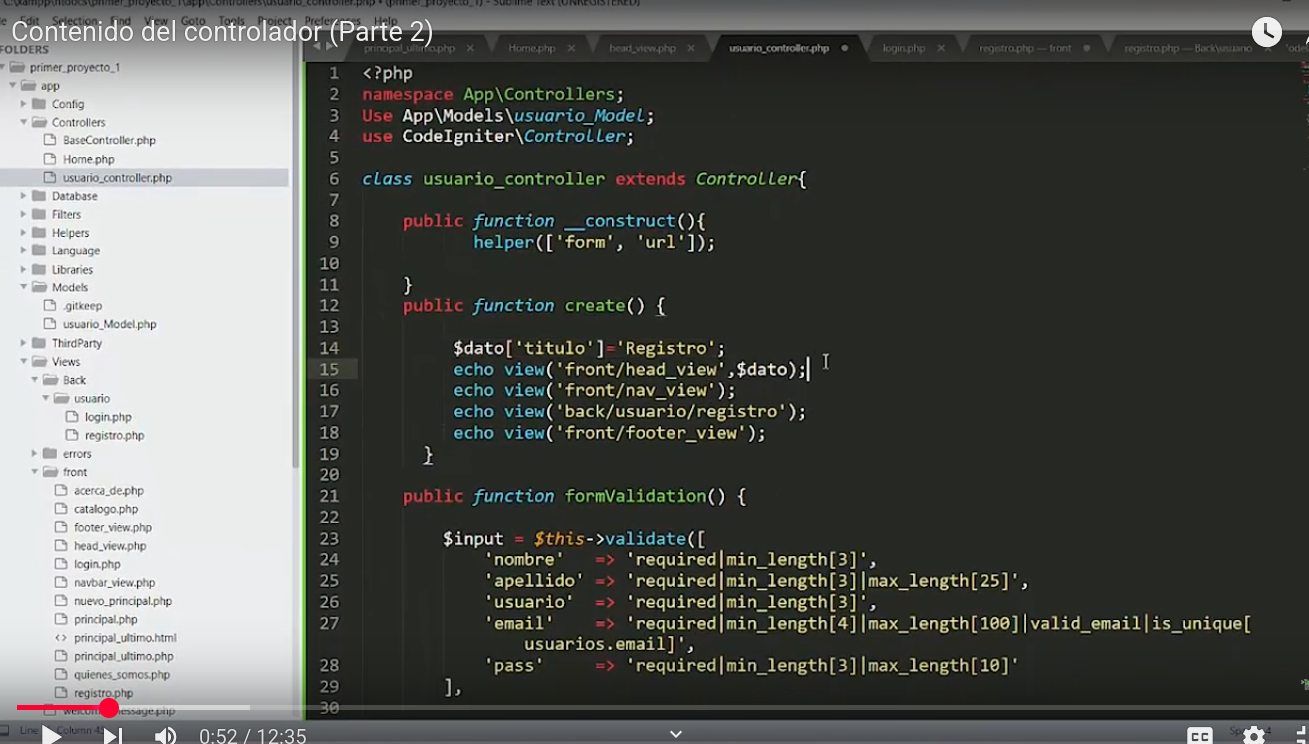 C:\xampp\htdocs\primer_proyecto_1\app\Controllers\usuario_controller.php • (primer_proyecto_1) - Sublime Text (UNREGISTERED)
Edit Selection Find View Goto Tools Project Preferences Help
Contenido del controlador (Parte 2)
FOLDERS
primer_proyecto_1
app
Config
Controllers
BaseController.php
Home.php
usuario_controller.php
Database
Filters
Helpers
Language
Libraries
Models
.gitkeep
usuario_Model.php
ThirdParty
Views
Back
usuario
login.php
registro.php
errors
front
acerca_de.php
catalogo.php
footer_view.php
head_view.php
login.php
navbar_view.php
nuevo_principal.php
principal.php
principal_ultimo.html
principal_ultimo.php
quienes_somos.php
registro.php
welcome_message.php
principal_ultimo.php
Home.php
head_view.php
usuario_controller.php
login.php
registro.php — front
registro.php — Back\usuario
1 <?php
2 namespace App\Controllers;
3 Use App\Models\usuario_Model;
4 use CodeIgniter\Controller;
5
6 class usuario_controller extends Controller{
7
8 public function __construct(){
9 helper(['form', 'url']);
10
11 }
12 public function create() {
13
14 $dato['titulo']='Registro';
15 echo view('front/head_view',$dato);
16 echo view('front/nav_view');
17 echo view('back/usuario/registro');
18 echo view('front/footer_view');
19 }
20
21 public function formValidation() {
22
23 $input = $this->validate([
24 'nombre' => 'required|min_length[3]',
25 'apellido' => 'required|min_length[3]|max_length[25]',
26 'usuario' => 'required|min_length[3]',
27 'email' => 'required|min_length[4]|max_length[100]|valid_email|is_unique[
usuarios.email]',
28 'pass' => 'required|min_length[3]|max_length[10]'
29 ],
30
0:52 / 12:35
CC